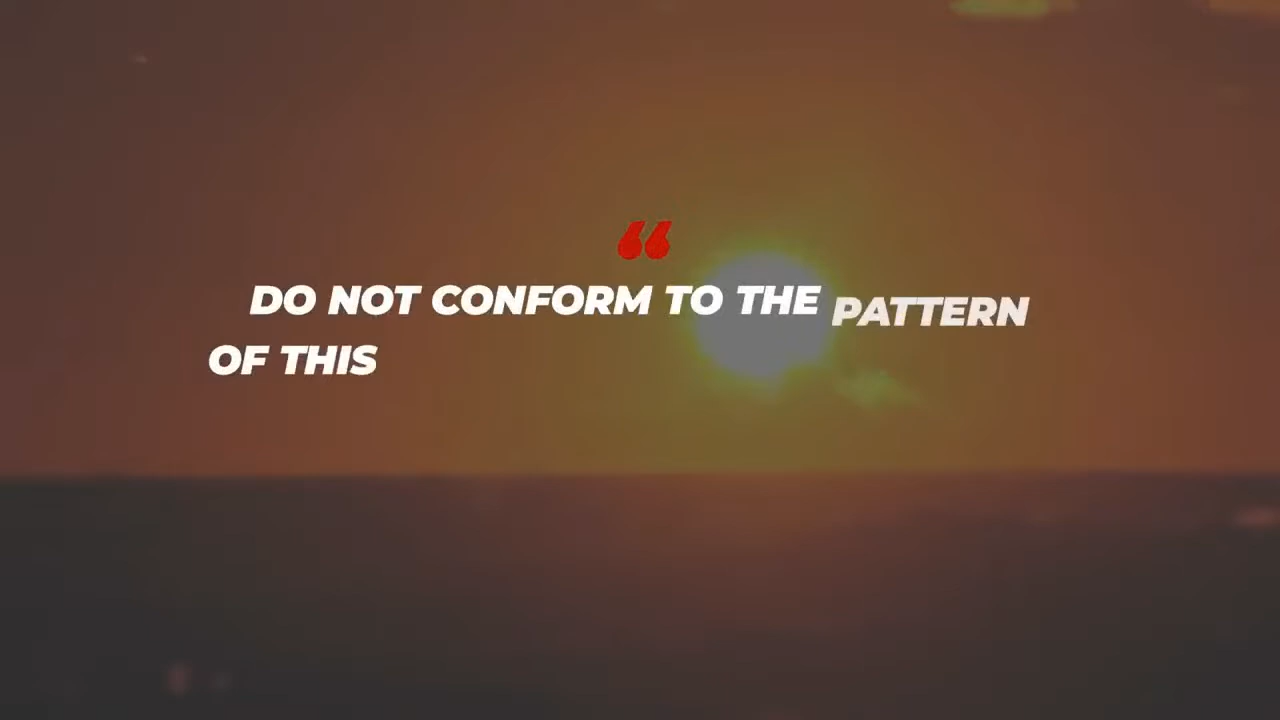 “
DO NOT CONFORM TO THE PATTERN
OF THIS